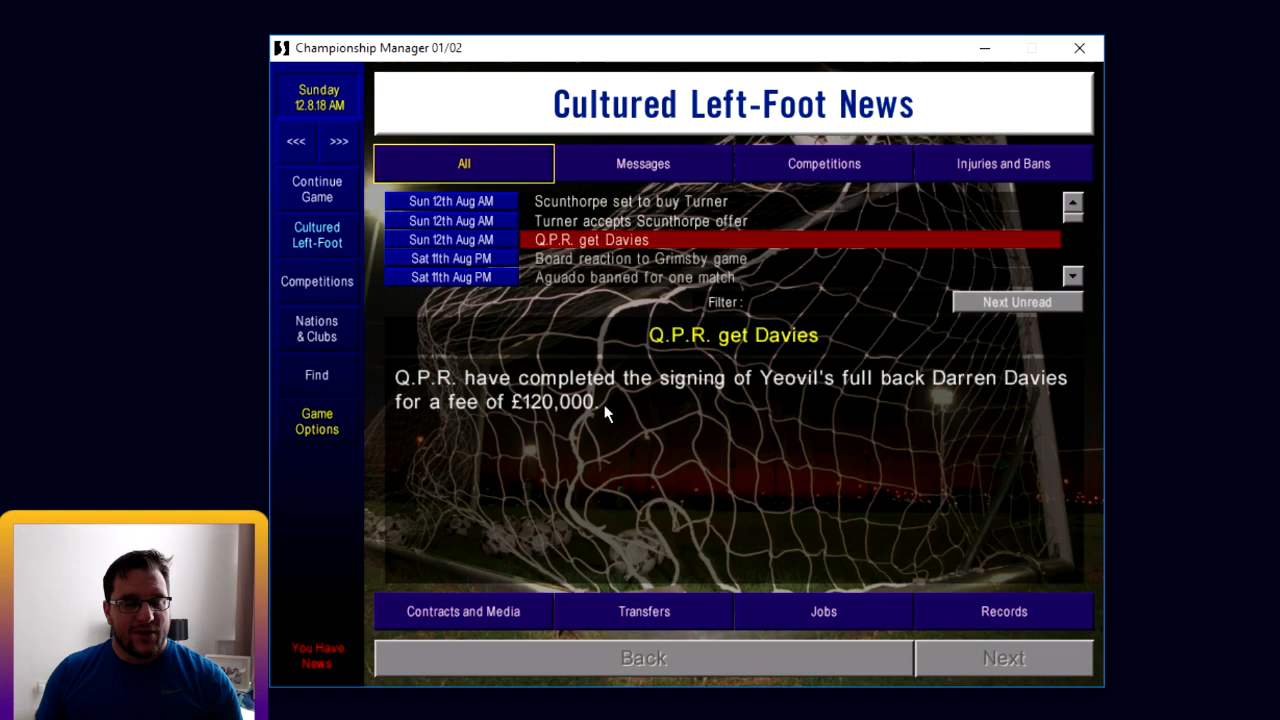 Championship Manager 01/02
Sunday
12.8.18 AM
<<< >>>
Continue
Game
Cultured
Left-Foot
Competitions
Nations
& Clubs
Find
Game
Options
You Have
News
Cultured Left-Foot News
All Messages Competitions Injuries and Bans
Sun 12th Aug AM Scunthorpe set to buy Turner
Sun 12th Aug AM Turner accepts Scunthorpe offer
Sun 12th Aug AM Q.P.R. get Davies
Sat 11th Aug PM Board reaction to Grimsby game
Sat 11th Aug PM Aguado banned for one match
Filter : Next Unread
Q.P.R. get Davies
Q.P.R. have completed the signing of Yeovil's full back Darren Davies
for a fee of £120,000.
Contracts and Media Transfers Jobs Records
Back Next